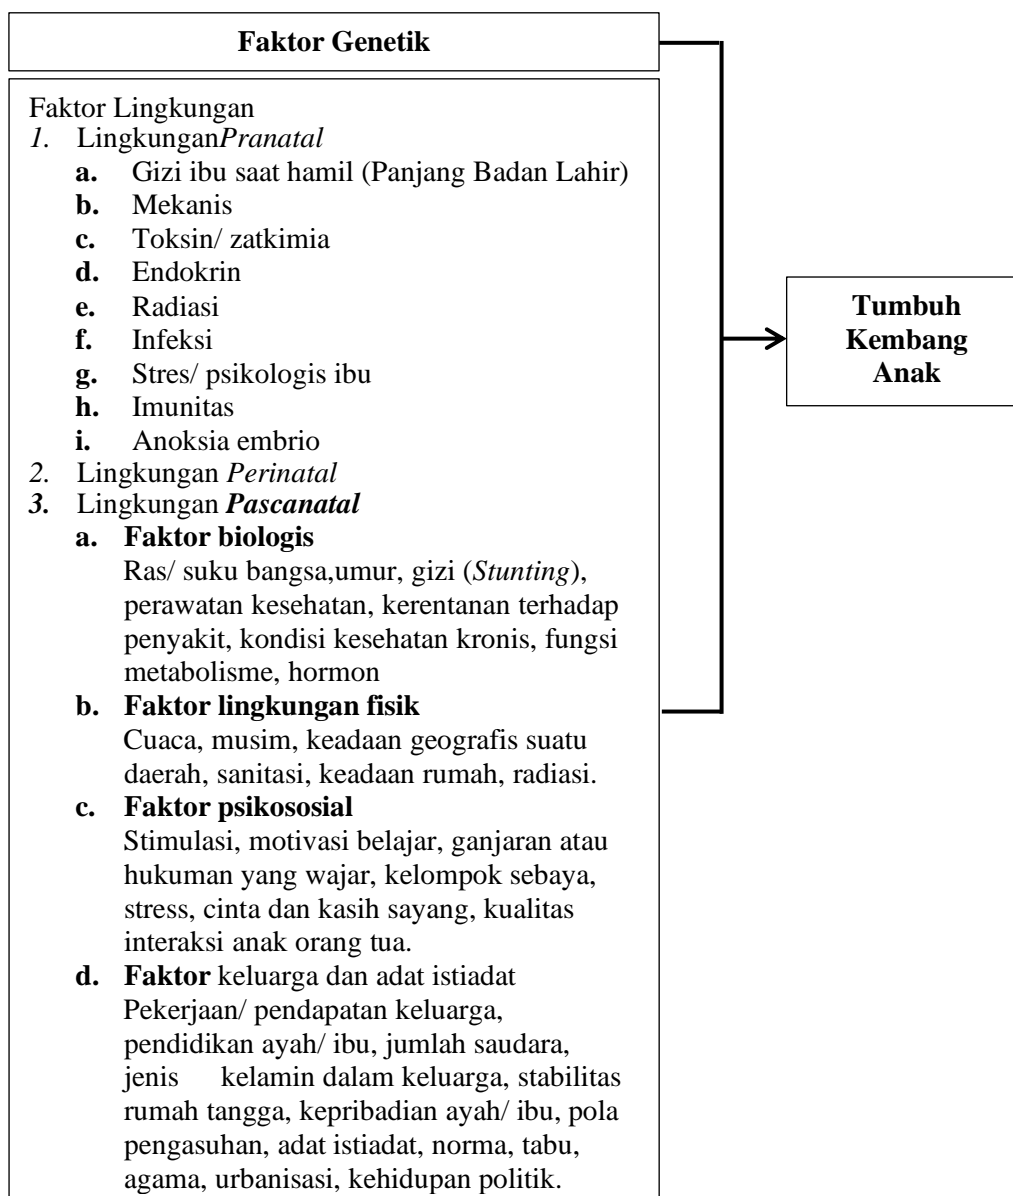 Faktor Genetik
Faktor Lingkungan
1. LingkunganPranatal
a. Gizi ibu saat hamil (Panjang Badan Lahir)
b. Mekanis
c. Toksin/ zatkimia
d. Endokrin
e. Radiasi
f. Infeksi
g. Stres/ psikologis ibu
h. Imunitas
i. Anoksia embrio
2. Lingkungan Perinatal
3. Lingkungan Pascanatal
a. Faktor biologis
Ras/ suku bangsa,umur, gizi (Stunting),
perawatan kesehatan, kerentanan terhadap
penyakit, kondisi kesehatan kronis, fungsi
metabolisme, hormon
b. Faktor lingkungan fisik
Cuaca, musim, keadaan geografis suatu
daerah, sanitasi, keadaan rumah, radiasi.
c. Faktor psikososial
Stimulasi, motivasi belajar, ganjaran atau
hukuman yang wajar, kelompok sebaya,
stress, cinta dan kasih sayang, kualitas
interaksi anak orang tua.
d. Faktor keluarga dan adat istiadat
Pekerjaan/ pendapatan keluarga,
pendidikan ayah/ ibu, jumlah saudara,
jenis kelamin dalam keluarga, stabilitas
rumah tangga, kepribadian ayah/ ibu, pola
pengasuhan, adat istiadat, norma, tabu,
agama, urbanisasi, kehidupan politik.
Tumbuh
Kembang
Anak